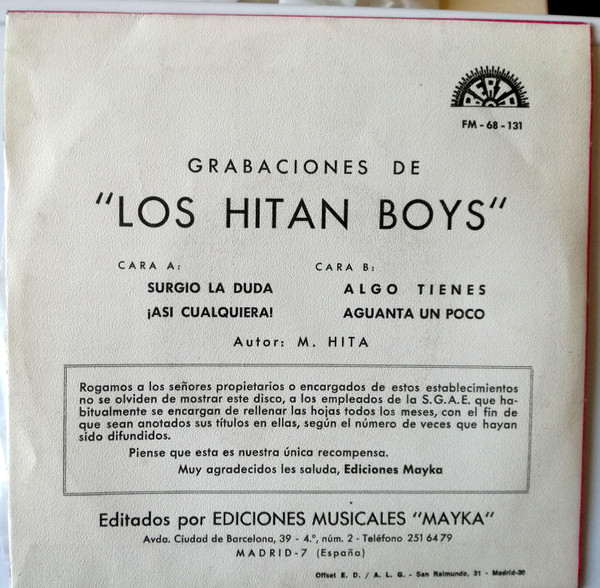 BERTA
FM - 68 - 131
GRABACIONES DE
"LOS HITAN BOYS"
CARA A:
SURGIO LA DUDA
¡ASI CUALQUIERA!
CARA B:
ALGO TIENES
AGUANTA UN POCO
Autor: M. HITA
Rogamos a los señores propietarios o encargados de estos establecimientos
no se olviden de mostrar este disco, a los empleados de la S.G.A.E. que ha-
bitualmente se encargan de rellenar las hojas todos los meses, con el fin de
que sean anotados sus títulos en ellas, según el número de veces que hayan
sido difundidos.
Piense que esta es nuestra única recompensa.
Muy agradecidos les saluda, Ediciones Mayka
Editados por EDICIONES MUSICALES "MAYKA"
Avda. Ciudad de Barcelona, 39 - 4.º, núm. 2 - Teléfono 251 64 79
MADRID-7 (España)
Offset E. D. / A. L. G. - San Raimundo, 31 - Madrid-20